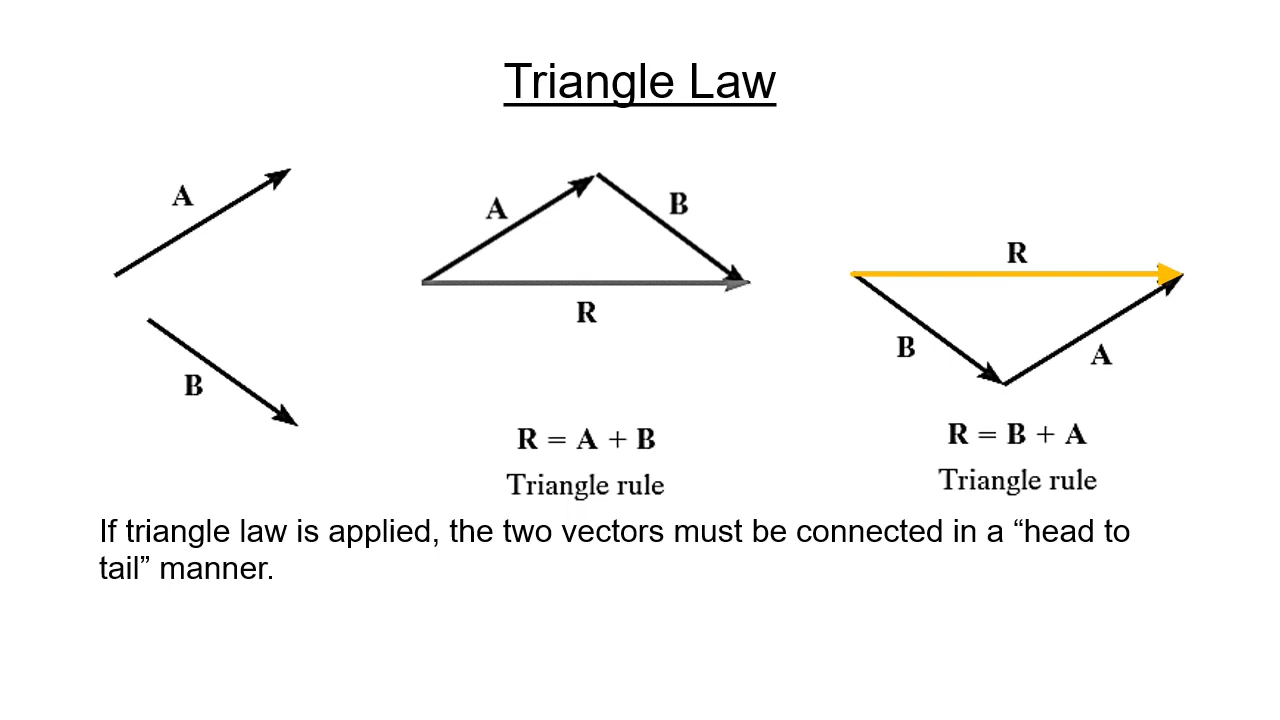 Triangle Law
A
B
A
B
R
R = A + B
Triangle rule
R
B
A
R = B + A
Triangle rule
If triangle law is applied, the two vectors must be connected in a “head to
tail” manner.